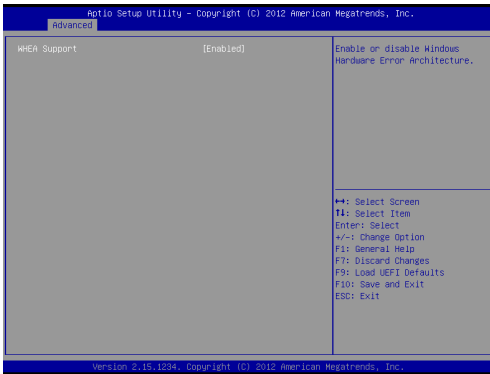 Aptio Setup Utility – Copyright (C) 2012 American Megatrends, Inc.
Advanced
WHEA Support [Enabled]
Enable or disable Windows
Hardware Error Architecture.
↔: Select Screen
↑↓: Select Item
Enter: Select
+/-: Change Option
F1: General Help
F7: Discard Changes
F9: Load UEFI Defaults
F10: Save and Exit
ESC: Exit
Version 2.15.1234. Copyright (C) 2012 American Megatrends, Inc.